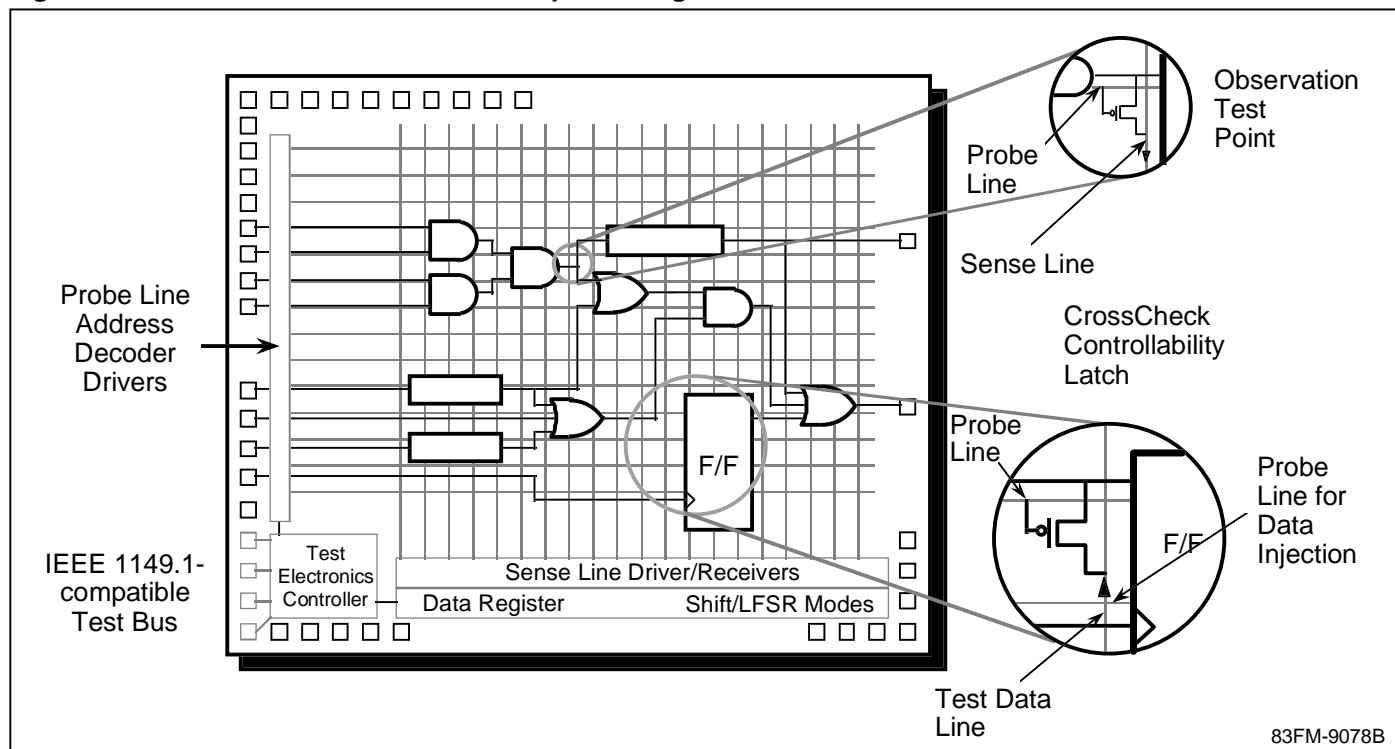 Observation
Test
Point
Probe
Line
Sense Line
Probe Line
Address
Decoder
Drivers
CrossCheck
Controllability
Latch
F/F
Probe
Line
Probe
Line for
Data
Injection
F/F
IEEE 1149.1-
compatible
Test Bus
Test
Electronics
Controller
Sense Line Driver/Receivers
Data Register
Shift/LFSR Modes
Test Data
Line
83FM-9078B